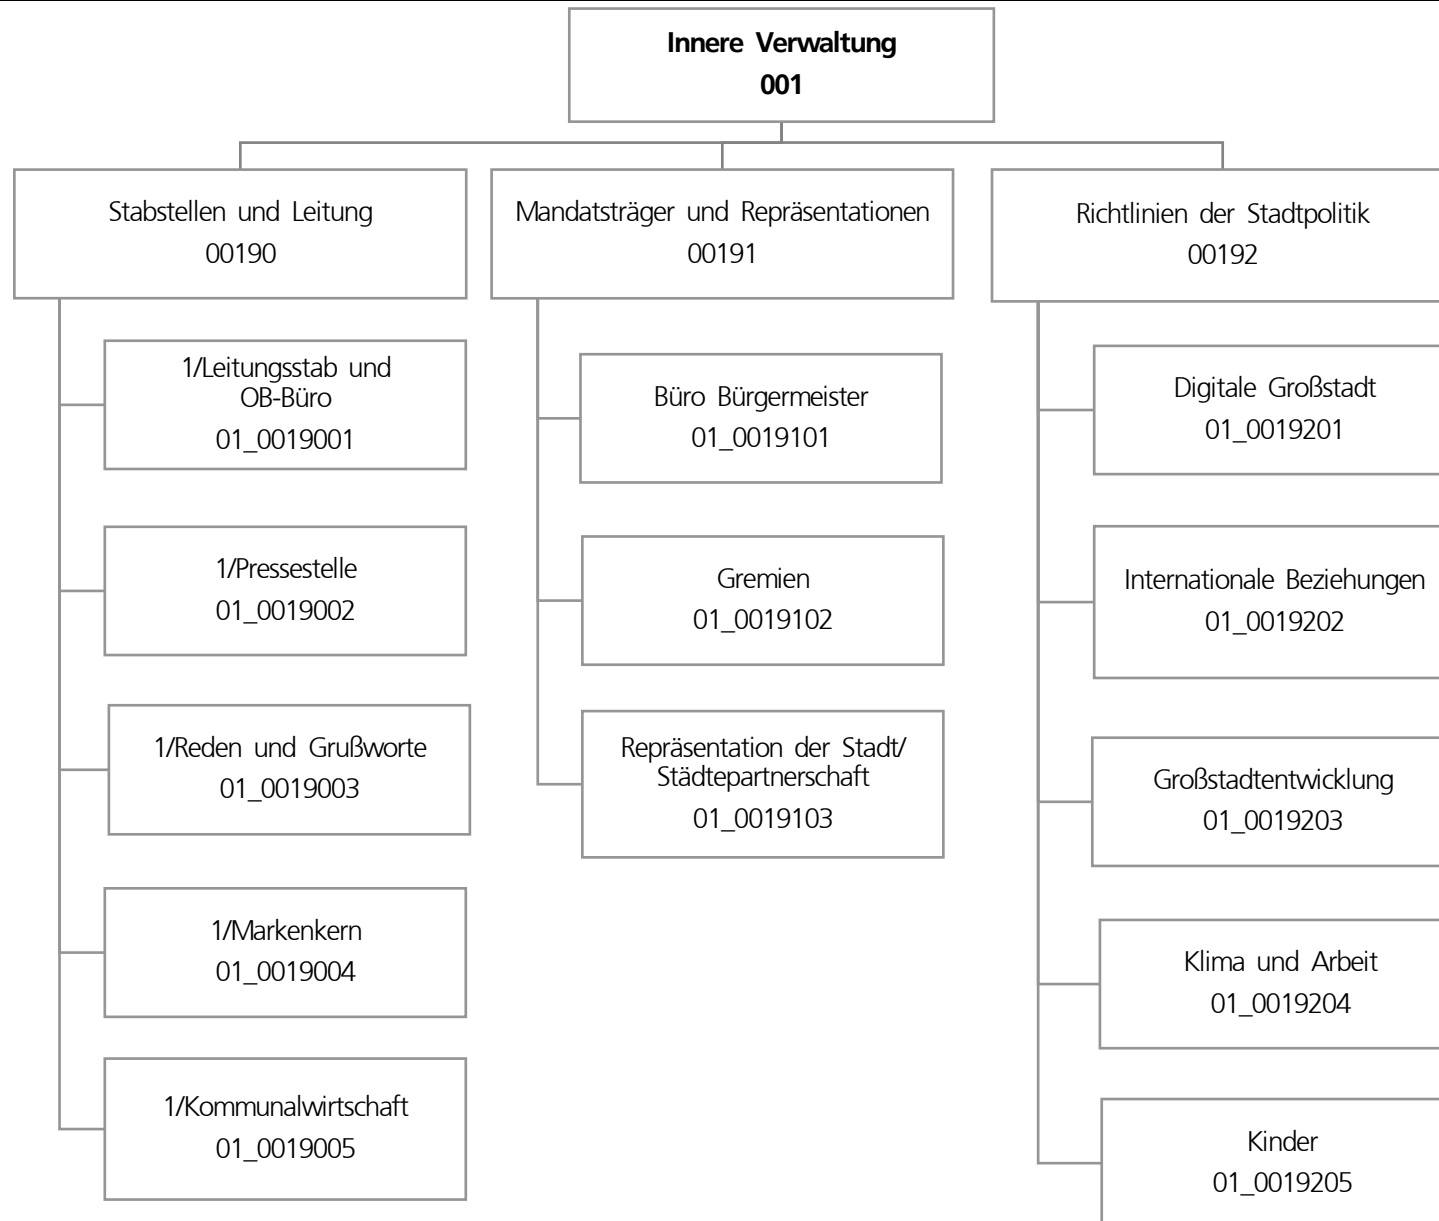 Innere Verwaltung
001
Stabstellen und Leitung
00190
1/Leitungsstab und
OB-Büro
01_0019001
1/Pressestelle
01_0019002
1/Reden und Grußworte
01_0019003
1/Markenkern
01_0019004
1/Kommunalwirtschaft
01_0019005
Mandatsträger und Repräsentationen
00191
Büro Bürgermeister
01_0019101
Gremien
01_0019102
Repräsentation der Stadt/
Städtepartnerschaft
01_0019103
Richtlinien der Stadtpolitik
00192
Digitale Großstadt
01_0019201
Internationale Beziehungen
01_0019202
Großstadtentwicklung
01_0019203
Klima und Arbeit
01_0019204
Kinder
01_0019205